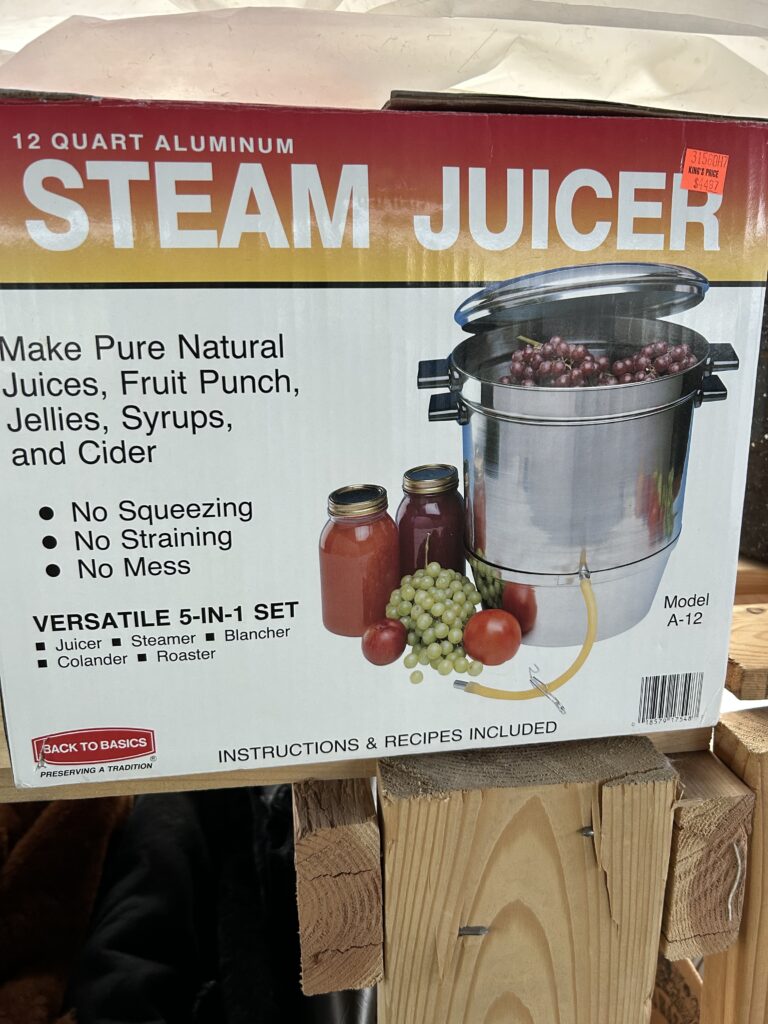 12 QUART ALUMINUM
STEAM JUICER
KING'S PRICE
Make Pure Natural
Juices, Fruit Punch,
Jellies, Syrups,
and Cider
• No Squeezing
• No Straining
• No Mess
VERSATILE 5-IN-1 SET
■ Juicer ■ Steamer ■ Blancher
■ Colander ■ Roaster
Model
A-12
BACK TO BASICS®
PRESERVING A TRADITION
INSTRUCTIONS & RECIPES INCLUDED